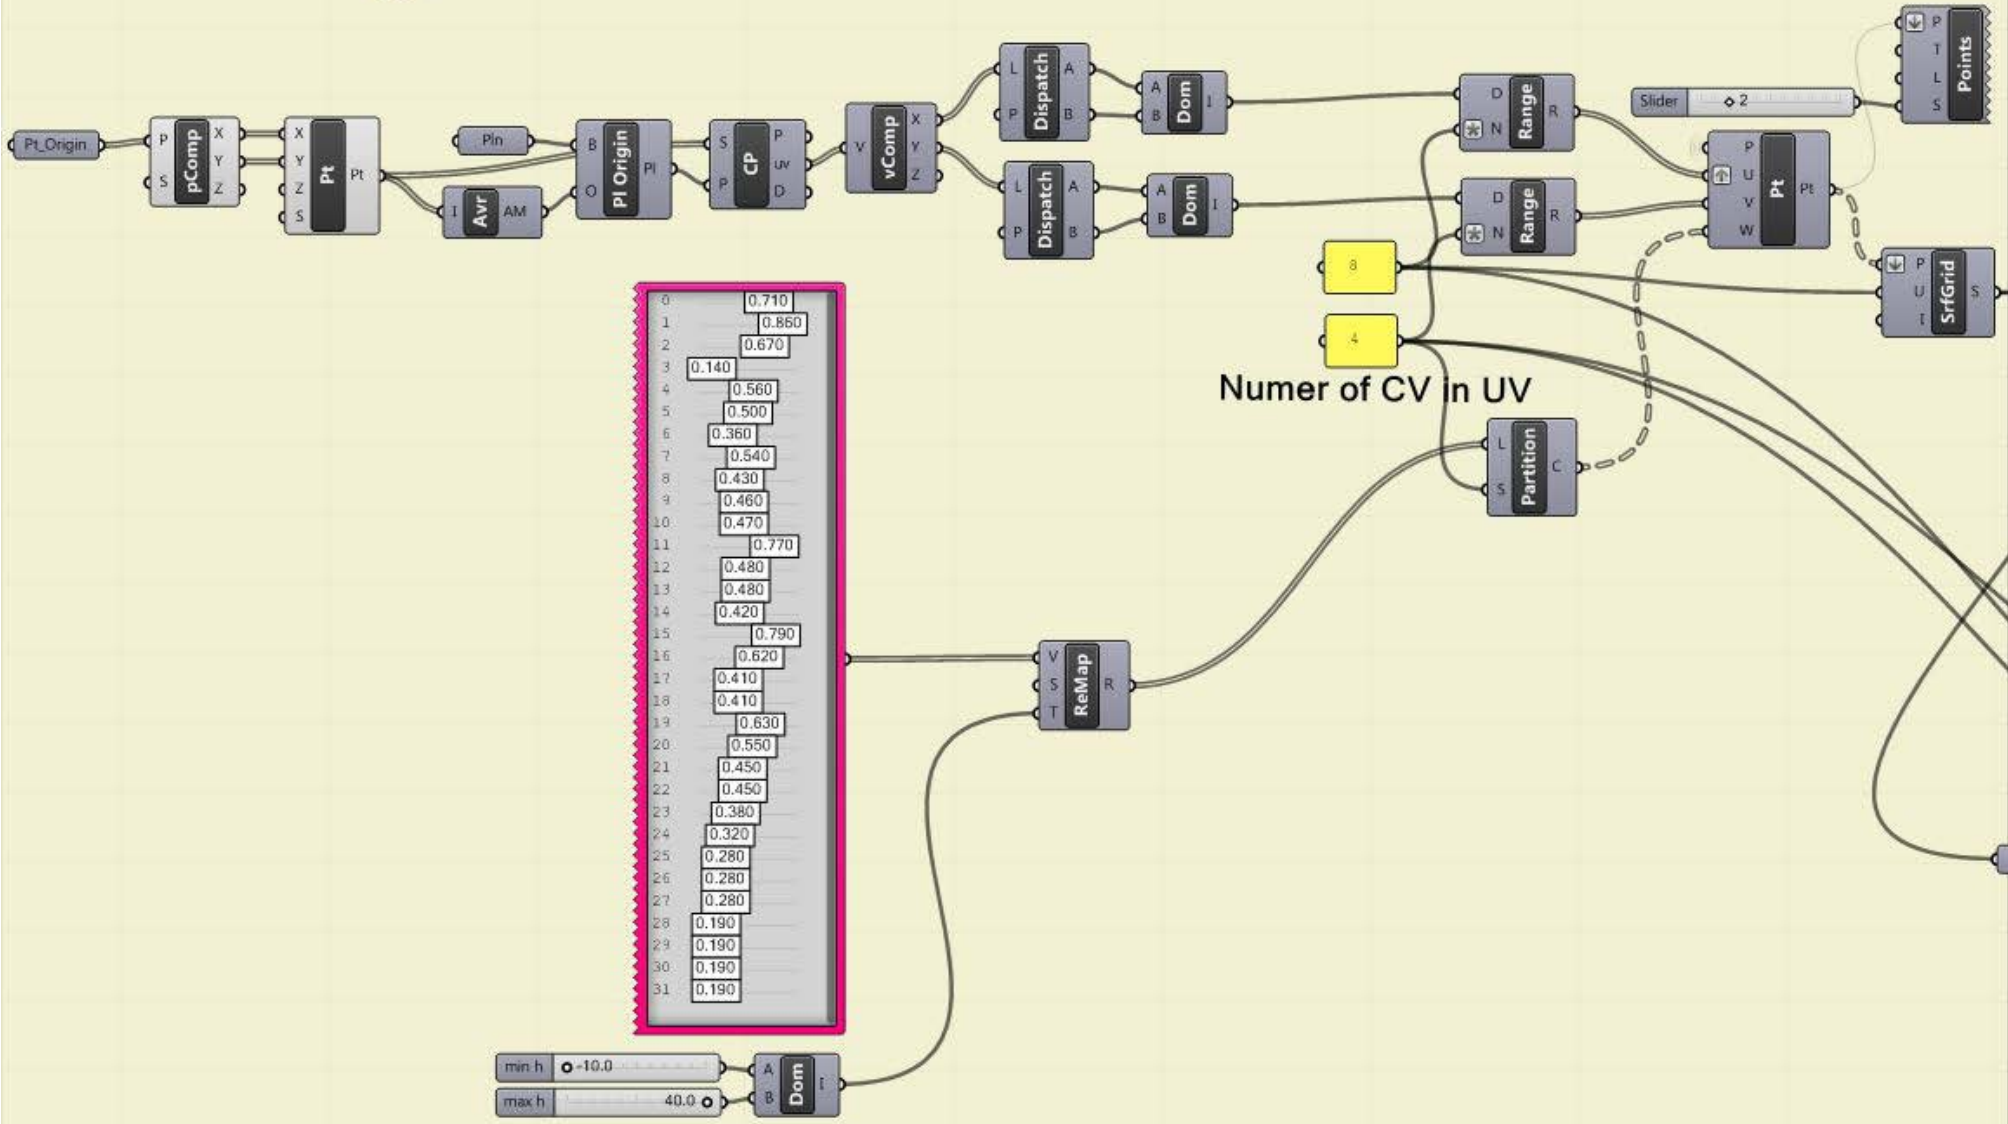 Pt_Origin
P
S
pComp
X
Y
Z
X
Y
Z
S
Pt
Pt
Pln
I
Avr
AM
B
O
Pl Origin
Pl
S
P
CP
P
uv
D
V
vComp
X
Y
Z
L
P
Dispatch
A
B
A
B
Dom
I
L
P
Dispatch
A
B
A
B
Dom
I
D
N
Range
R
D
N
Range
R
Slider
2
P
T
L
S
Points
P
U
V
W
Pt
Pt
P
U
I
SrfGrid
S
8
4
Numer of CV in UV
L
S
Partition
C
0 0.710
1 0.860
2 0.670
3 0.140
4 0.560
5 0.500
6 0.360
7 0.540
8 0.430
9 0.460
10 0.470
11 0.770
12 0.480
13 0.480
14 0.420
15 0.790
16 0.620
17 0.410
18 0.410
19 0.630
20 0.550
21 0.450
22 0.450
23 0.380
24 0.320
25 0.280
26 0.280
27 0.280
28 0.190
29 0.190
30 0.190
31 0.190
V
S
T
ReMap
R
min h -10.0
max h 40.0
A
B
Dom
I